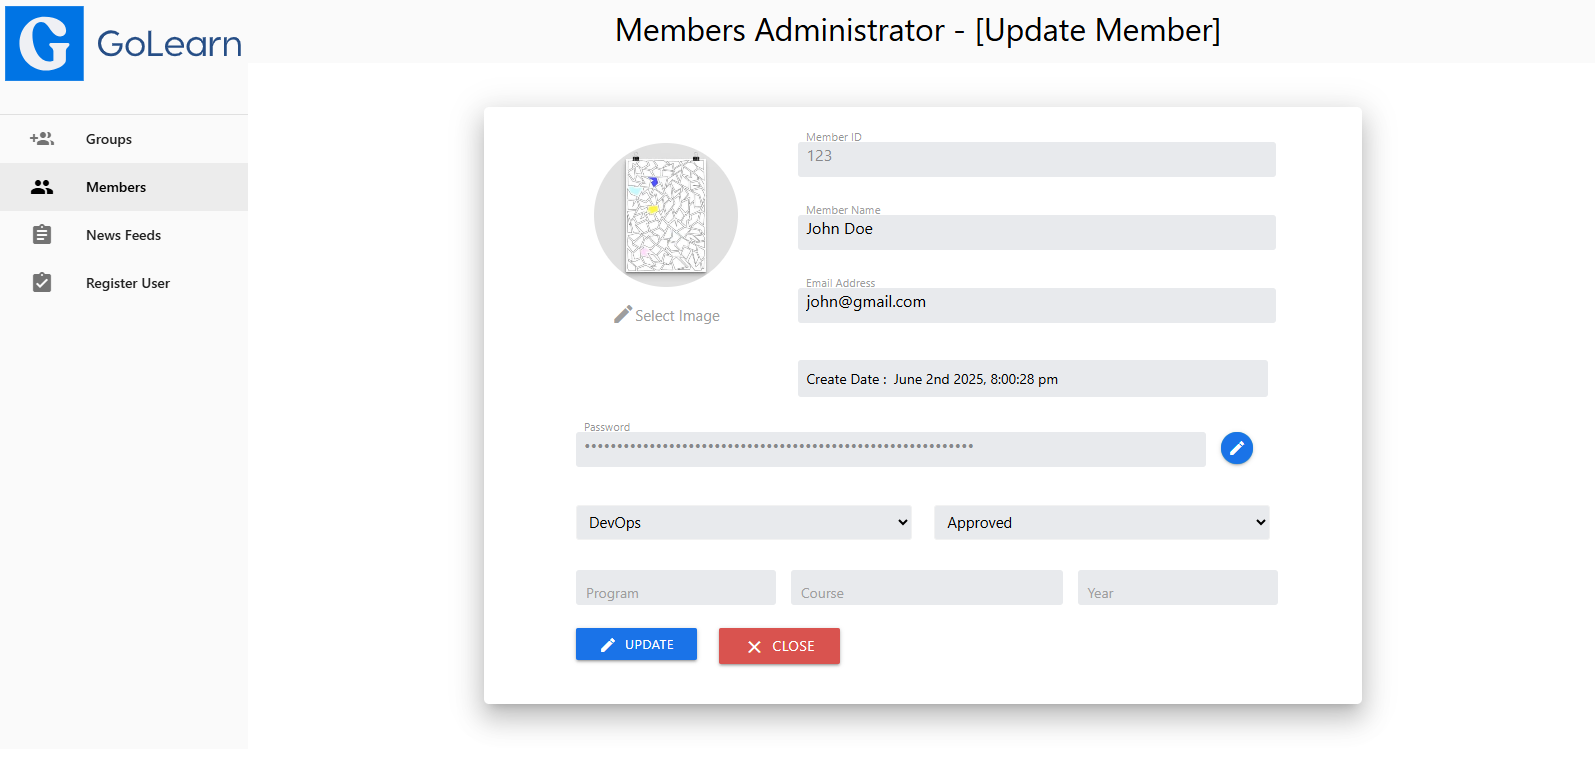 GoLearn
Members Administrator - [Update Member]
Groups
Members
News Feeds
Register User
Member ID
123
Member Name
John Doe
Email Address
john@gmail.com
Select Image
Create Date : June 2nd 2025, 8:00:28 pm
Password
••••••••••••••••••••••••••••••••••••••••••••••••••••••••••••
DevOps
Approved
Program
Course
Year
UPDATE
CLOSE